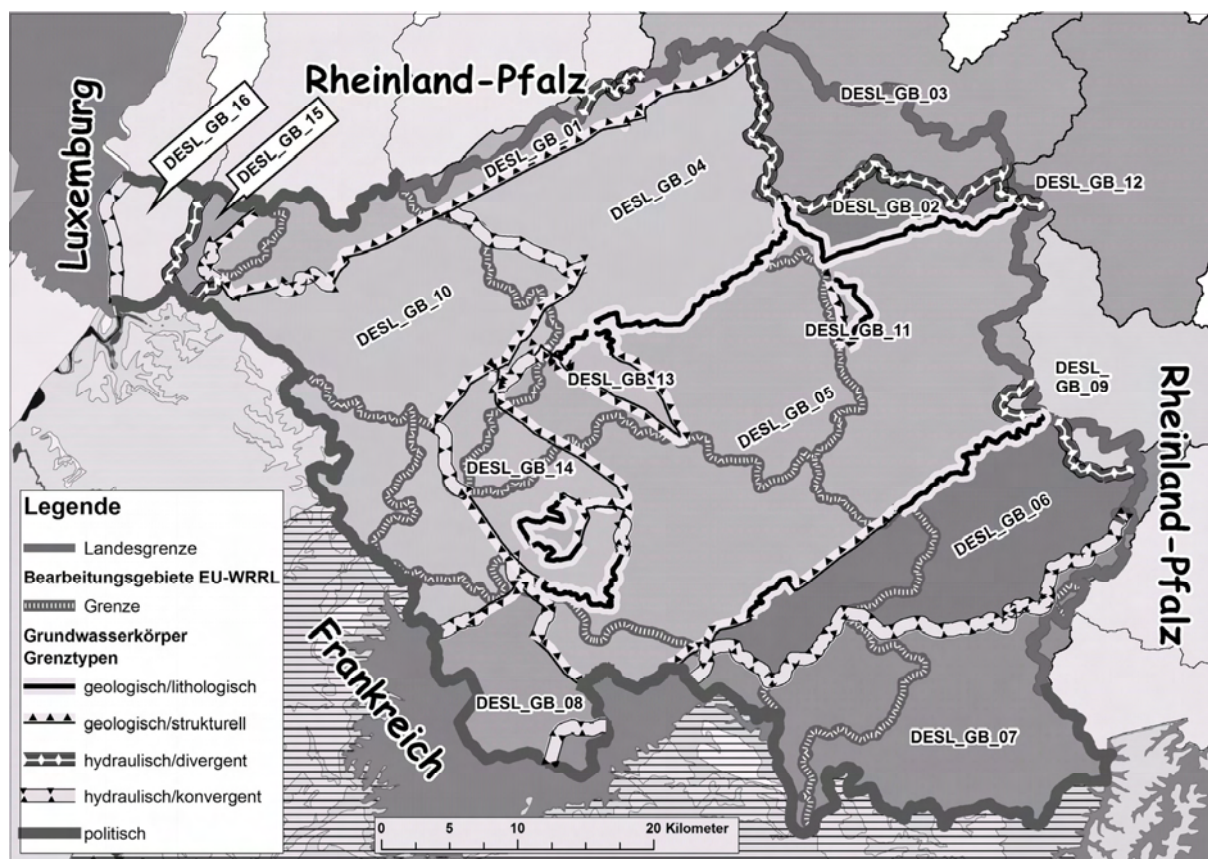 Rheinland-Pfalz
Luxemburg
DESL_GB_16
DESL_GB_15
DESL_GB_01
DESL_GB_03
DESL_GB_04
DESL_GB_02
DESL_GB_12
DESL_GB_10
DESL_GB_11
DESL_GB_13
DESL_GB_05
DESL_
GB_09
Rheinland-Pfalz
DESL_GB_14
DESL_GB_06
Frankreich
DESL_GB_08
DESL_GB_07
Legende
Landesgrenze
Bearbeitungsgebiete EU-WRRL
Grenze
Grundwasserkörper
Grenztypen
geologisch/lithologisch
geologisch/strukturell
hydraulisch/divergent
hydraulisch/konvergent
politisch
0 5 10 20 Kilometer